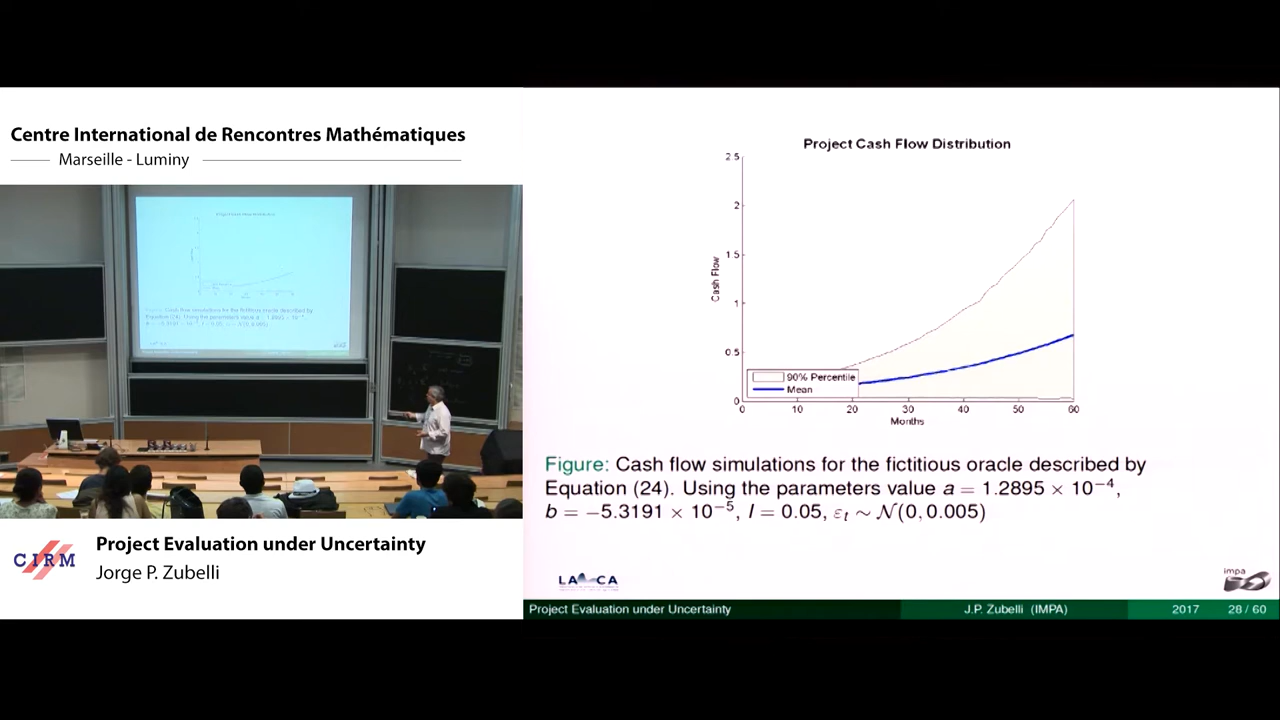 Centre International de Rencontres Mathématiques
Marseille - Luminy
CIRM
Project Evaluation under Uncertainty
Jorge P. Zubelli
Project Cash Flow Distribution
2 5
2
1.5
1
0.5
0
Cash Flow
90% Percentile
Mean
0 10 20 30 40 50 60
Months
Figure: Cash flow simulations for the fictitious oracle described by
Equation (24). Using the parameters value a = 1.2895 × 10⁻⁴,
b = −5.3191 × 10⁻⁵, I = 0.05, εt ∼ N(0, 0.005)
impa
Project Evaluation under Uncertainty
J.P. Zubelli (IMPA)
2017
28 / 60